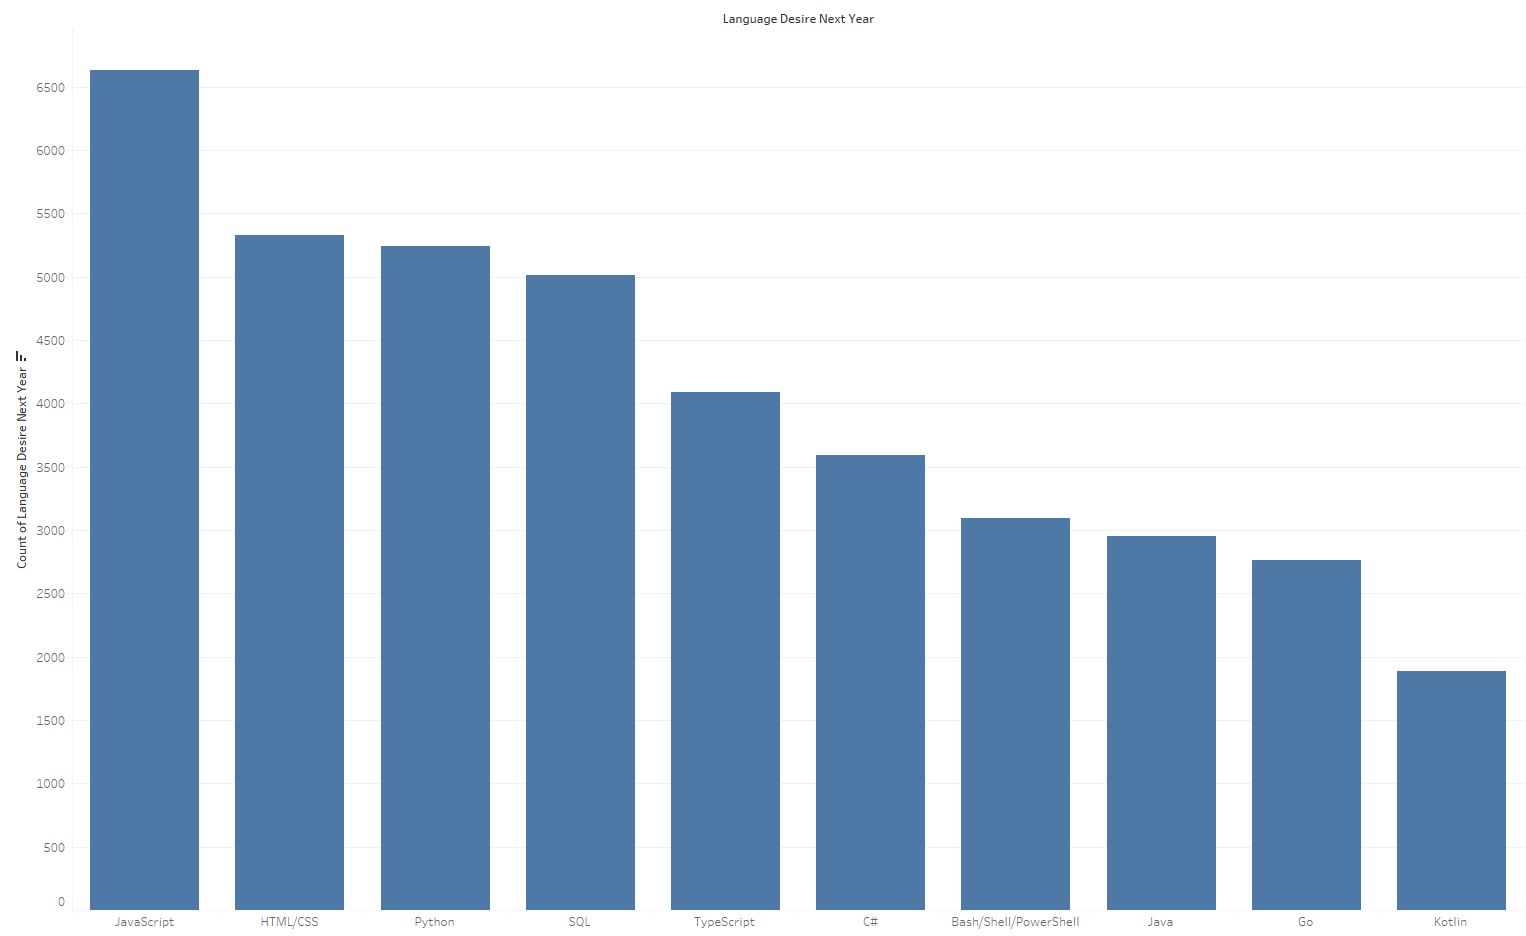 Language Desire Next Year
Count of Language Desire Next Year
6500
6000
5500
5000
4500
4000
3500
3000
2500
2000
1500
1000
500
0
JavaScript
HTML/CSS
Python
SQL
TypeScript
C#
Bash/Shell/PowerShell
Java
Go
Kotlin